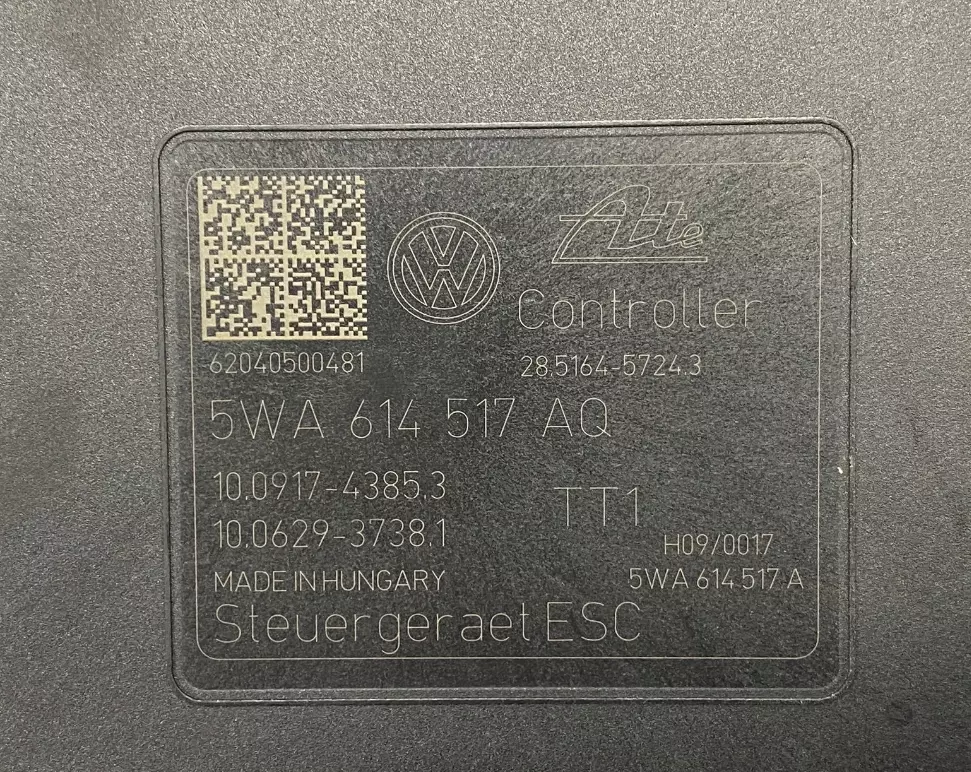 Ate
Controller
62040500481
28.5164-5724.3
5WA 614 517 AQ
10.0917-4385.3
10.0629-3738.1
TT1
H09/0017
MADE IN HUNGARY
5WA 614 517 A
Steuergeraet ESC